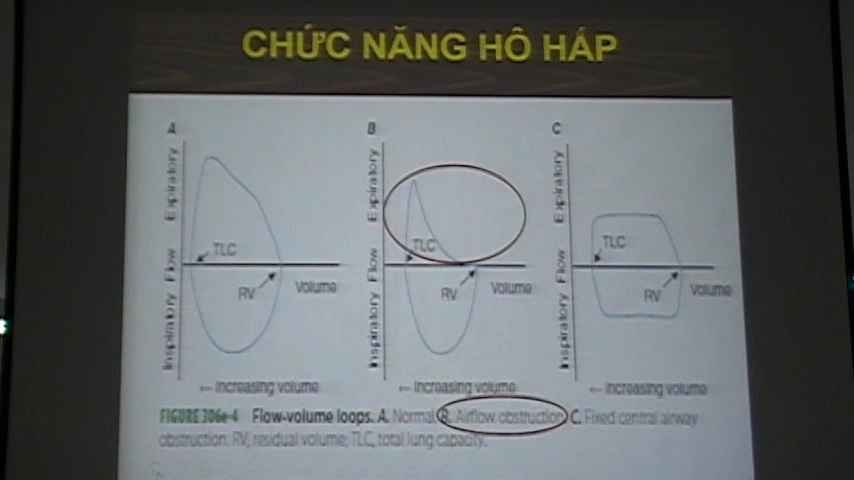 CHỨC NĂNG HÔ HẤP
A
B
C
Expiratory
Flow
Inspiratory
TLC
RV
Volume
← Increasing volume
Expiratory
Flow
Inspiratory
TLC
RV
Volume
← Increasing volume
Expiratory
Flow
Inspiratory
TLC
RV
Volume
← Increasing volume
FIGURE 306e-4 Flow-volume loops. A. Normal. B. Airflow obstruction. C. Fixed central airway
obstruction. RV, residual volume; TLC, total lung capacity.